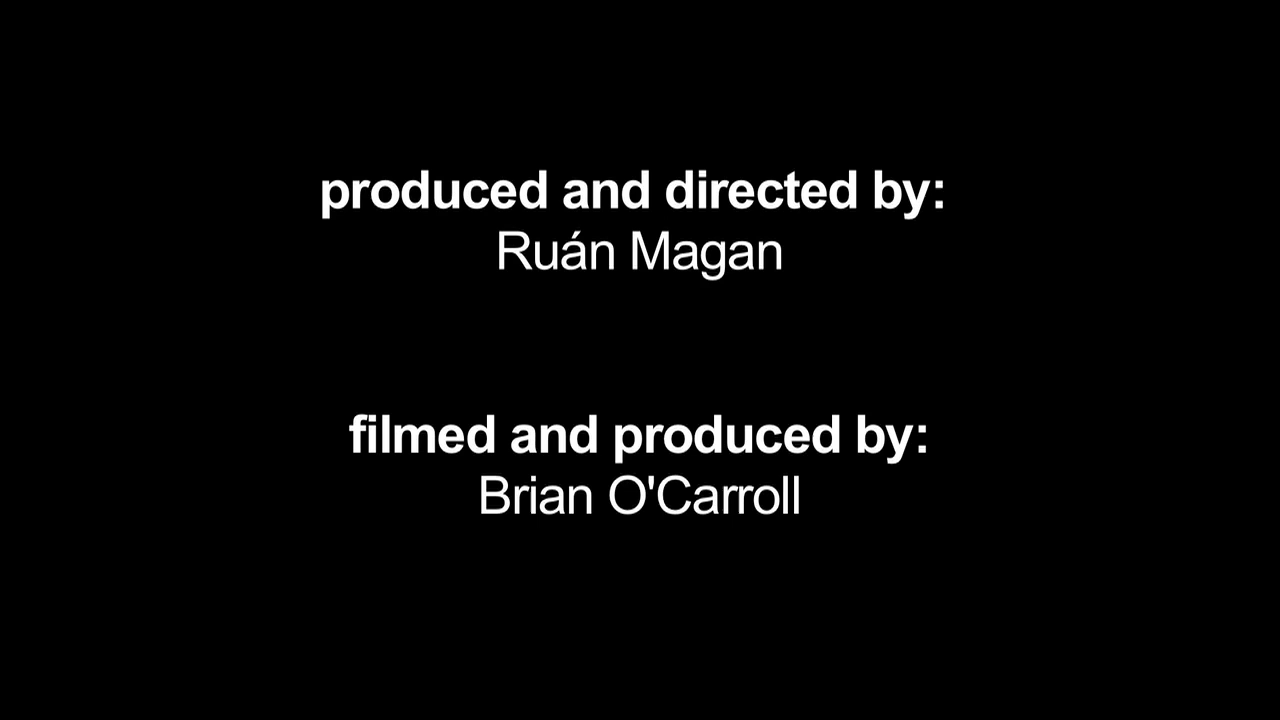 produced and directed by:
Ruán Magan
filmed and produced by:
Brian O'Carroll